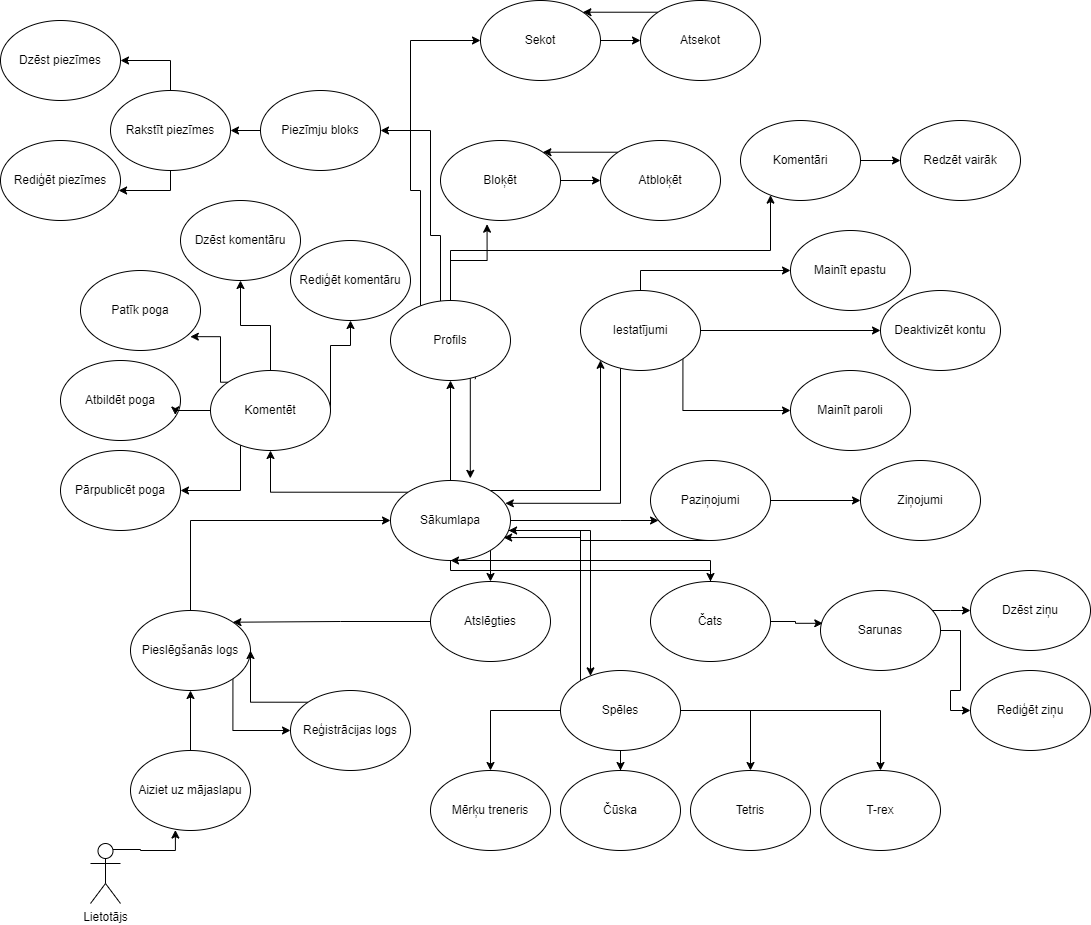 Sekot
Atsekot
Dzēst piezīmes
Rakstīt piezīmes
Piezīmju bloks
Rediģēt piezīmes
Bloķēt
Atbloķēt
Komentāri
Redzēt vairāk
Dzēst komentāru
Rediģēt komentāru
Mainīt epastu
Patīk poga
Profils
Iestatījumi
Deaktivizēt kontu
Atbildēt poga
Komentēt
Mainīt paroli
Pārpublicēt poga
Sākumlapa
Paziņojumi
Ziņojumi
Pieslēgšanās logs
Atslēgties
Čats
Sarunas
Dzēst ziņu
Reģistrācijas logs
Spēles
Rediģēt ziņu
Aiziet uz mājaslapu
Mērķu treneris
Čūska
Tetris
T-rex
Lietotājs